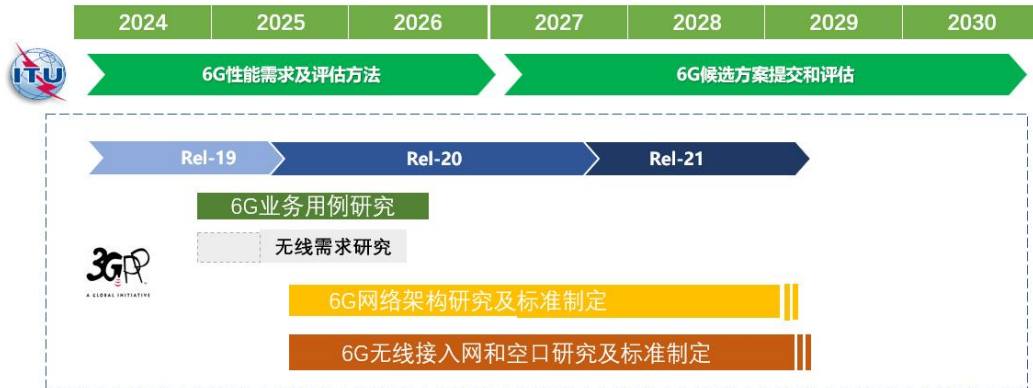 2024 2025 2026 2027 2028 2029 2030
ITU
6G性能需求及评估方法 6G候选方案提交和评估
Rel-19 Rel-20 Rel-21
6G业务用例研究
无线需求研究
3GPP
A GLOBAL INITIATIVE
6G网络架构研究及标准制定
6G无线接入网和空口研究及标准制定